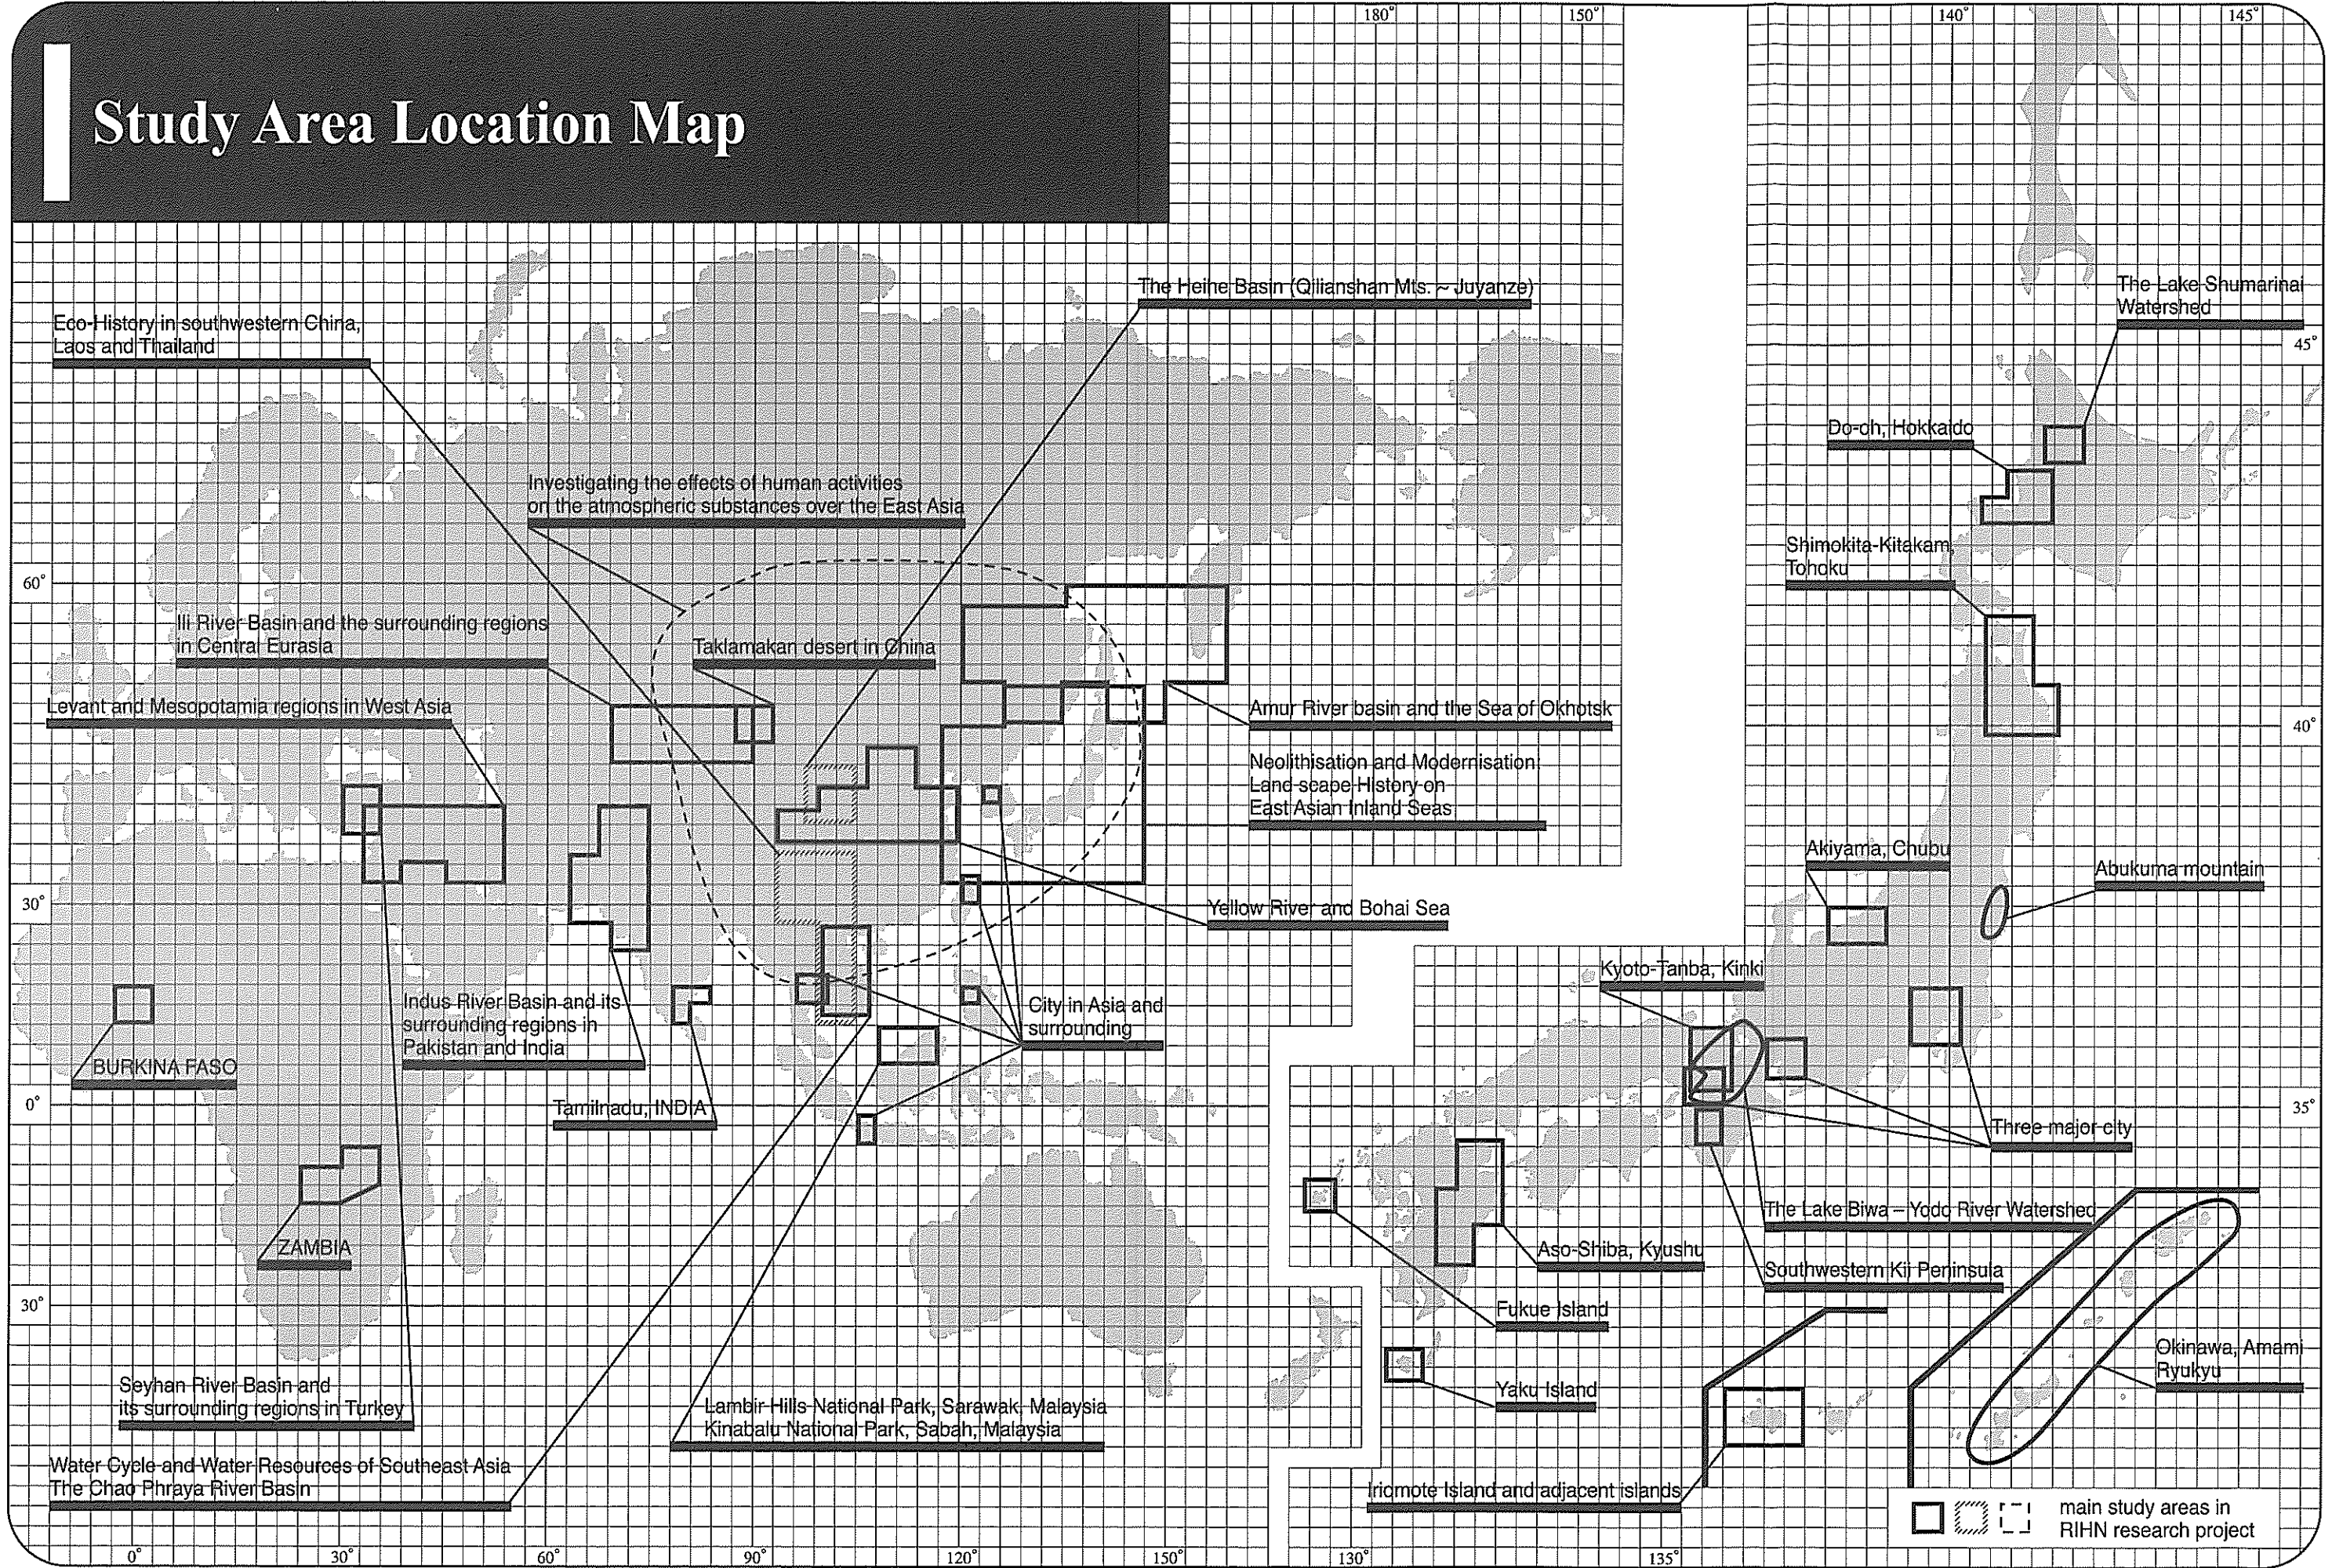 Study Area Location Map
180°
150°
140°
145°
The Heihe Basin (Qilianshan Mts. ~ Juyanze)
Eco-History in southwestern China,
Laos and Thailand
Investigating the effects of human activities
on the atmospheric substances over the East Asia
60°
Ili River Basin and the surrounding regions
in Central Eurasia
Taklamakan desert in China
Levant and Mesopotamia regions in West Asia
Amur River basin and the Sea of Okhotsk
Neolithisation and Modernisation:
Land scape History on
East Asian Inland Seas
30°
Yellow River and Bohai Sea
Indus River Basin and its
surrounding regions in
Pakistan and India
City in Asia and
surrounding
BURKINA FASO
0°
Tamilnadu, INDIA
ZAMBIA
30°
Seyhan River Basin and
its surrounding regions in Turkey
Lambir Hills National Park, Sarawak, Malaysia
Kinabalu National Park, Sabah, Malaysia
Water Cycle and Water Resources of Southeast Asia
The Chao Phraya River Basin
0°
30°
60°
90°
120°
150°
The Lake Shumarinai
Watershed
45°
Do-oh, Hokkaido
Shimokita-Kitakam,
Tohoku
40°
Akiyama, Chubu
Abukuma mountain
Kyoto-Tanba, Kinki
35°
Three major city
The Lake Biwa – Yodo River Watershed
Aso-Shiba, Kyushu
Southwestern Kii Peninsula
Fukue Island
Okinawa, Amami
Ryukyu
Yaku Island
Iriomote Island and adjacent islands
main study areas in
RIHN research project
130°
135°